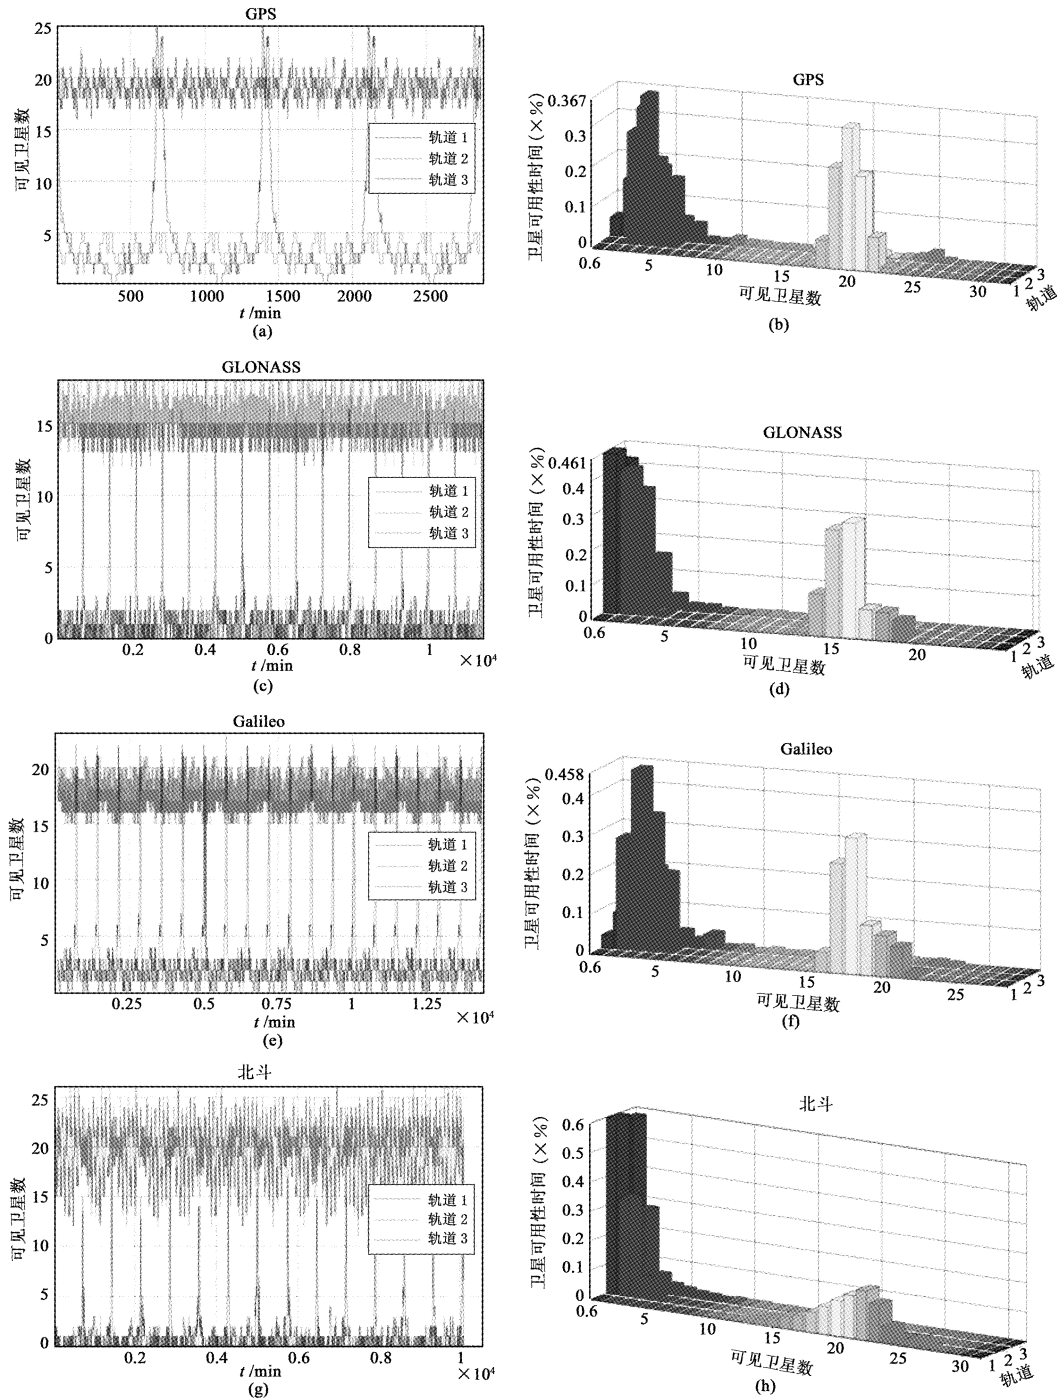 GPS
25
20
15
10
5
可见卫星数
轨道 1
轨道 2
轨道 3
500 1000 1500 2000 2500
t /min
(a)
GPS
卫星可用性时间 (×%)
0.367
0.3
0.2
0.1
0
0.6 5 10 15 20 25 30
1 2 3
轨道
可见卫星数
(b)
GLONASS
15
10
5
0
可见卫星数
轨道 1
轨道 2
轨道 3
0.2 0.4 0.6 0.8 1
×10⁴
t /min
(c)
GLONASS
卫星可用性时间 (×%)
0.461
0.4
0.3
0.2
0.1
0
0.6 5 10 15 20
1 2 3
轨道
可见卫星数
(d)
Galileo
20
15
10
5
可见卫星数
轨道 1
轨道 2
轨道 3
0.25 0.5 0.75 1 1.25
×10⁴
t /min
(e)
Galileo
卫星可用性时间 (×%)
0.458
0.4
0.3
0.2
0.1
0
0.6 5 10 15 20 25
1 2 3
轨道
可见卫星数
(f)
北斗
25
20
15
10
5
0
可见卫星数
轨道 1
轨道 2
轨道 3
0.2 0.4 0.6 0.8 1
×10⁴
t /min
(g)
北斗
卫星可用性时间 (×%)
0.6
0.5
0.4
0.3
0.2
0.1
0
0.6 5 10 15 20 25 30
1 2 3
轨道
可见卫星数
(h)